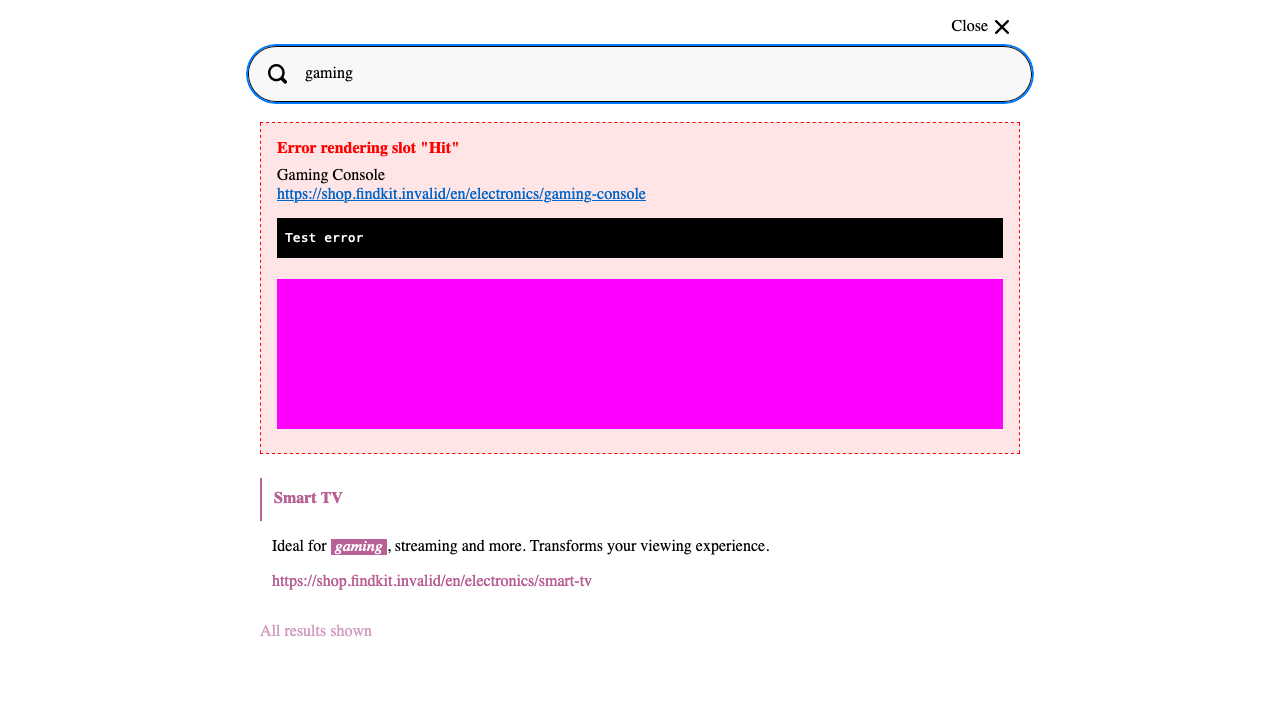 Close
gaming
Error rendering slot "Hit"
Gaming Console
https://shop.findkit.invalid/en/electronics/gaming-console
Test error
Smart TV
Ideal for gaming, streaming and more. Transforms your viewing experience.
https://shop.findkit.invalid/en/electronics/smart-tv
All results shown